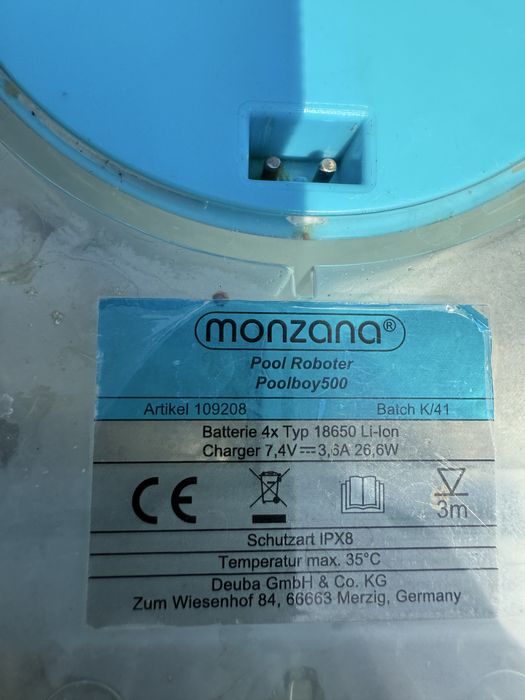 monzana®
Pool Roboter
Poolboy500
Artikel 109208 Batch K/41
Batterie 4x Typ 18650 Li-Ion
Charger 7,4V⎓3,6A 26,6W
CE
3m
Schutzart IPX8
Temperatur max. 35°C
Deuba GmbH & Co. KG
Zum Wiesenhof 84, 66663 Merzig, Germany